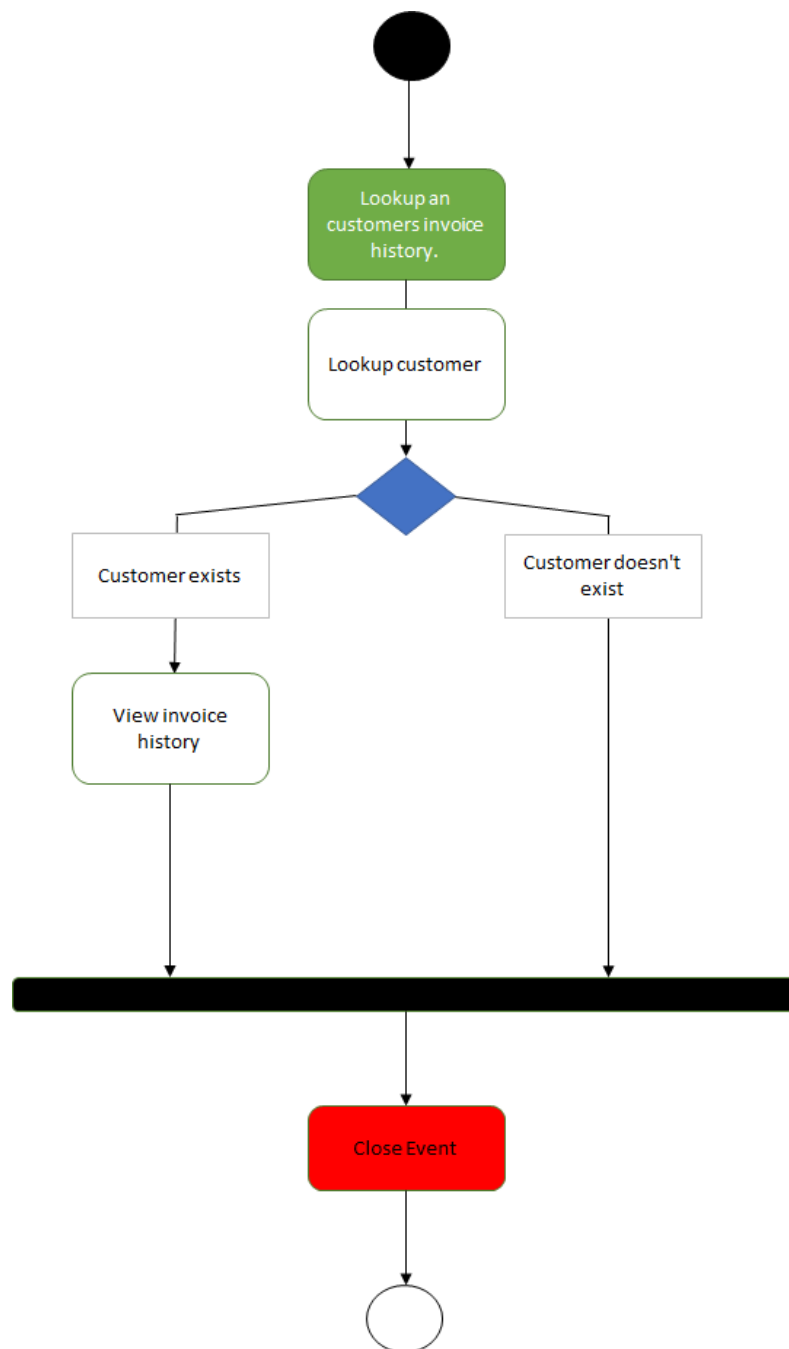 Lookup an
customers invoice
history.
Lookup customer
Customer exists
Customer doesn't
exist
View invoice
history
Close Event